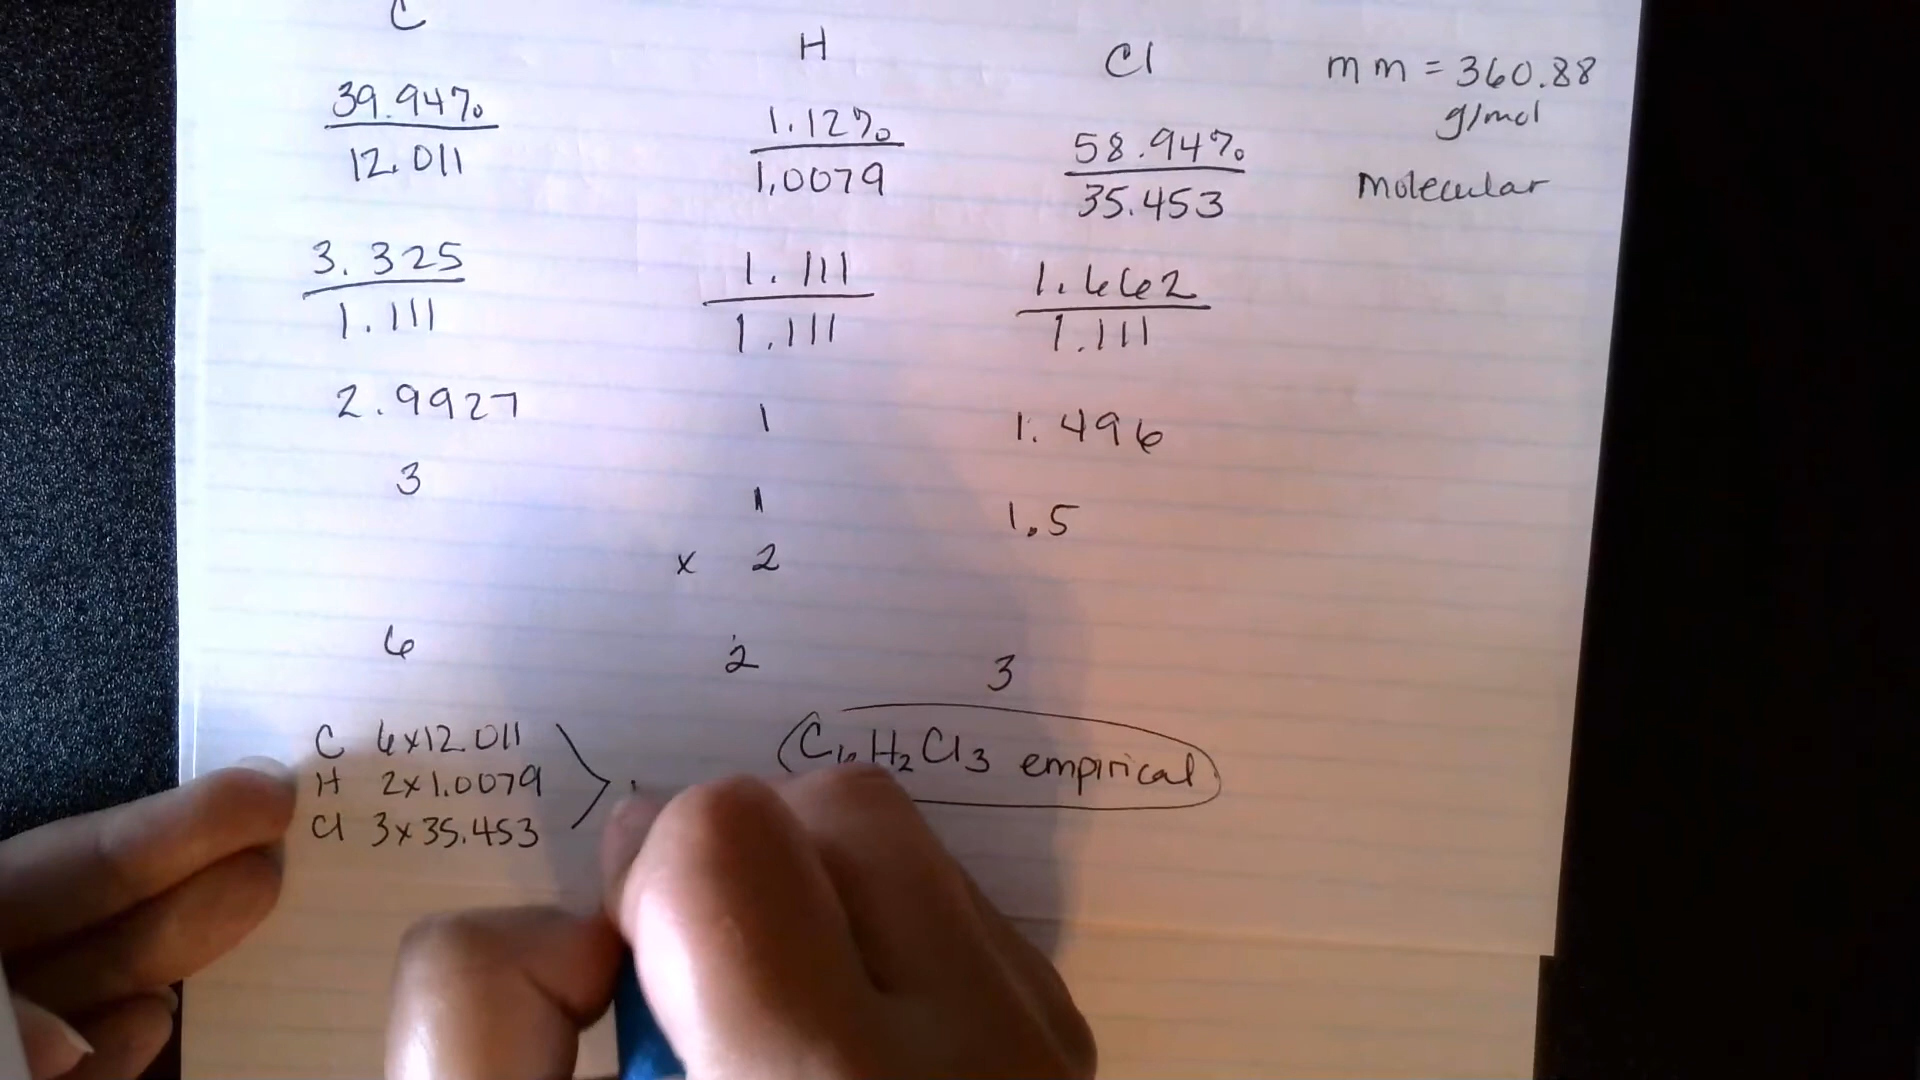 C H Cl mm = 360.88
g/mol
39.94% 1.12% 58.94%
12.011 1.0079 35.453 Molecular
3.325 1.111 1.662
1.111 1.111 1.111
2.9927 1 1.496
3 1 1.5
x 2
6 2 3
C 6x12.011
H 2x1.0079
Cl 3x35.453
C6H2Cl3 empirical